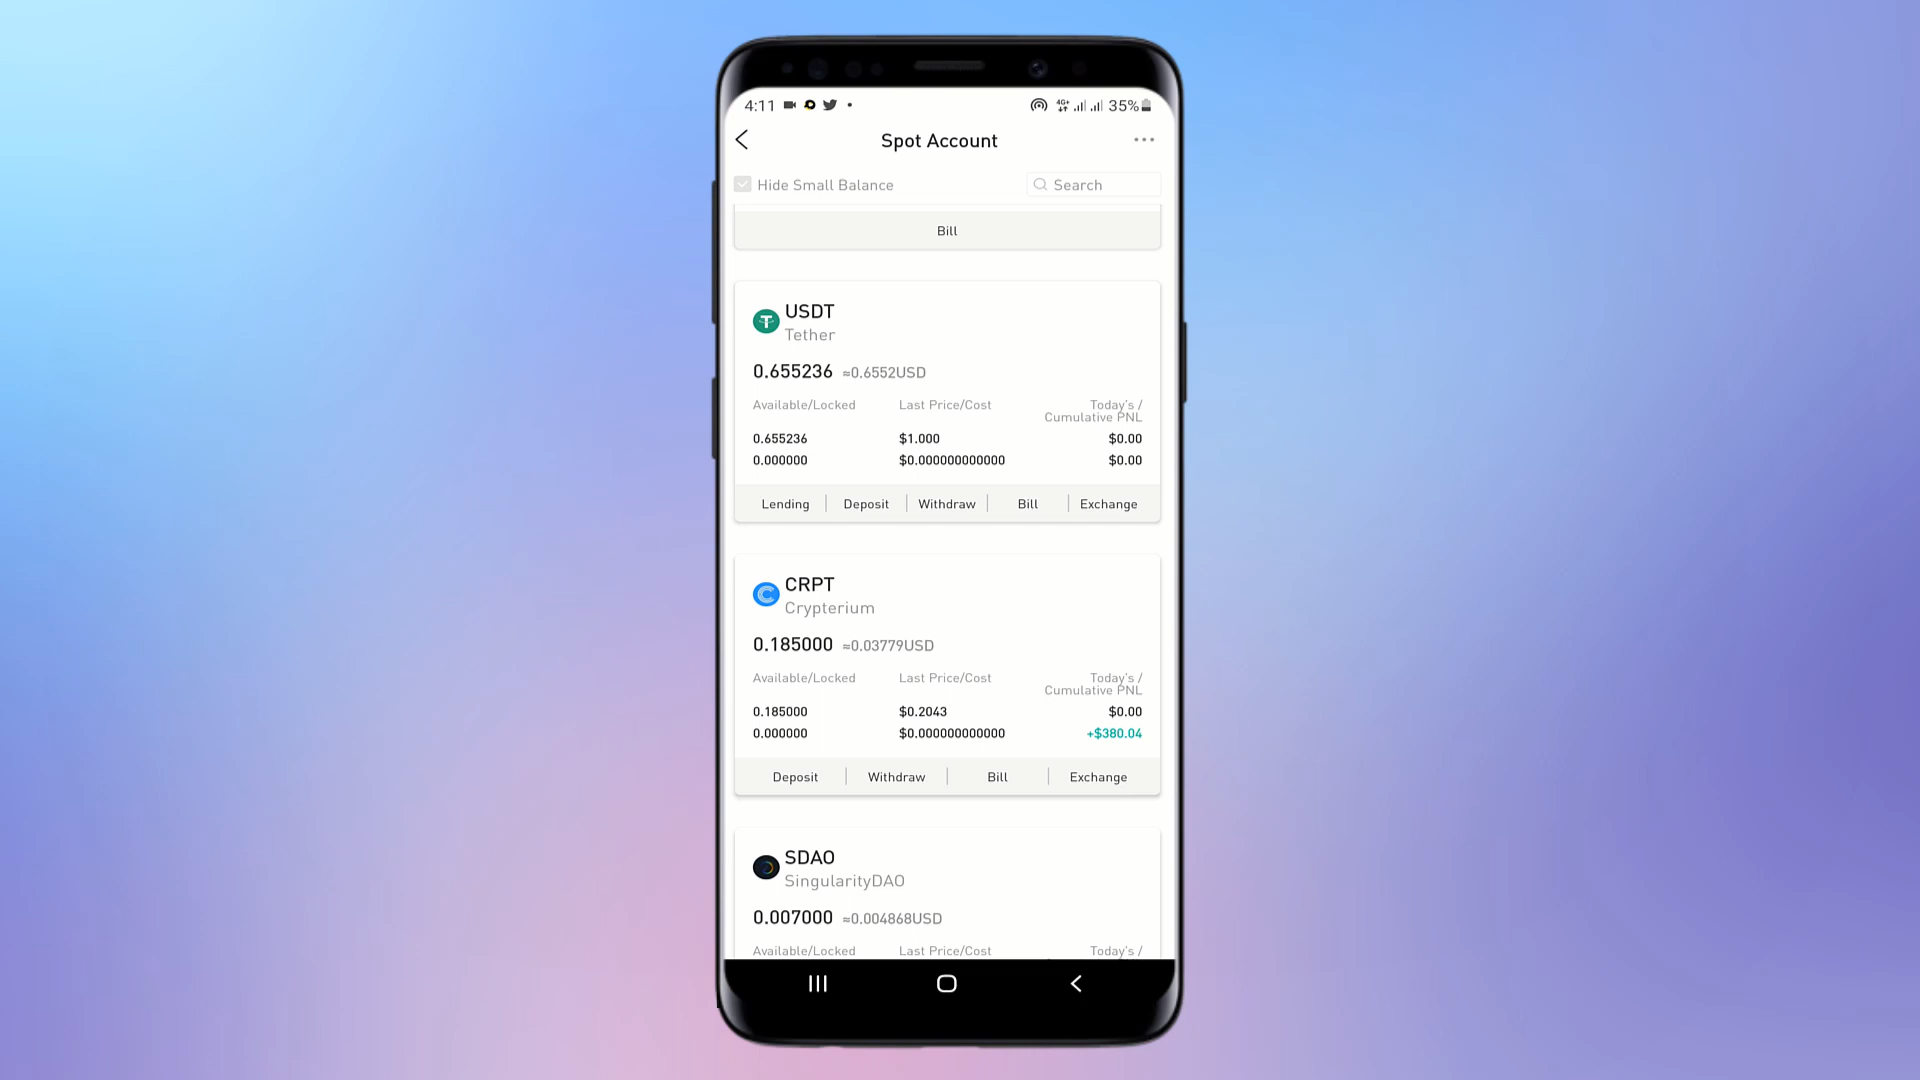 4:11 4G+ 35%
Spot Account
Hide Small Balance Search
Bill
USDT
Tether
0.655236 ≈0.6552USD
Available/Locked Last Price/Cost Today's /
Cumulative PNL
0.655236 $1.000 $0.00
0.000000 $0.000000000000 $0.00
Lending Deposit Withdraw Bill Exchange
CRPT
Crypterium
0.185000 ≈0.03779USD
Available/Locked Last Price/Cost Today's /
Cumulative PNL
0.185000 $0.2043 $0.00
0.000000 $0.000000000000 +$380.04
Deposit Withdraw Bill Exchange
SDAO
SingularityDAO
0.007000 ≈0.004868USD
Available/Locked Last Price/Cost Today's /